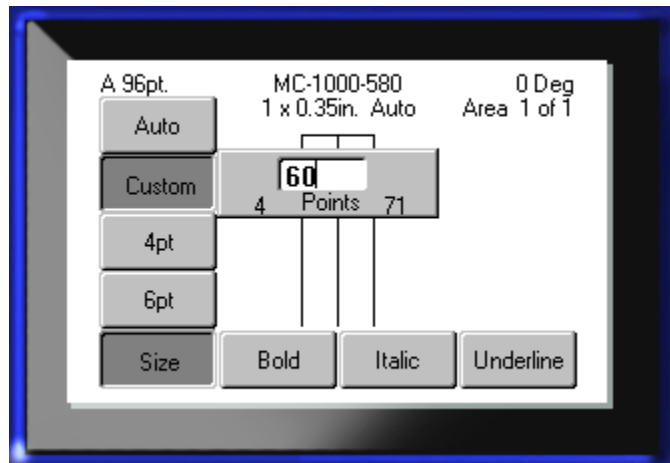 A 96pt. MC-1000-580 0 Deg
1 x 0.35in. Auto Area 1 of 1
Auto
Custom
60
4 Points 71
4pt
6pt
Size Bold Italic Underline